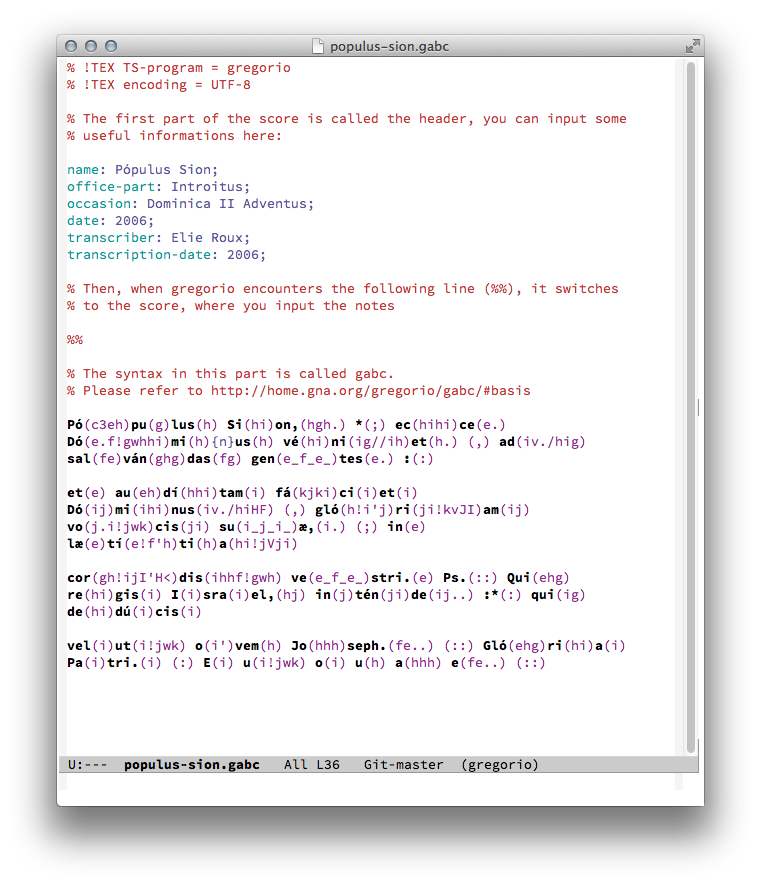 populus-sion.gabc
% !TEX TS-program = gregorio
% !TEX encoding = UTF-8
% The first part of the score is called the header, you can input some
% useful informations here:
name: Pópulus Sion;
office-part: Introitus;
occasion: Dominica II Adventus;
date: 2006;
transcriber: Elie Roux;
transcription-date: 2006;
% Then, when gregorio encounters the following line (%%), it switches
% to the score, where you input the notes
%%
% The syntax in this part is called gabc.
% Please refer to http://home.gna.org/gregorio/gabc/#basis
Pó(c3eh)pu(g)lus(h) Si(hi)on,(hgh.) *(;) ec(hihi)ce(e.)
Dó(e.f!gwhhi)mi(h){n}us(h) vé(hi)ni(ig//ih)et(h.) (,) ad(iv./hig)
sal(fe)ván(ghg)das(fg) gen(e_f_e_)tes(e.) :(:)
et(e) au(eh)dí(hhi)tam(i) fá(kjki)ci(i)et(i)
Dó(ij)mi(ihi)nus(iv./hiHF) (,) gló(h!i'j)ri(ji!kvJI)am(ij)
vo(j.i!jwk)cis(ji) su(i_j_i_)æ,(i.) (;) in(e)
læ(e)tí(e!f'h)ti(h)a(hi!jVji)
cor(gh!ijI'H<)dis(ihhf!gwh) ve(e_f_e_)stri.(e) Ps.(::) Qui(ehg)
re(hi)gis(i) I(i)sra(i)el,(hj) in(j)tén(ji)de(ij..) :*(:) qui(ig)
de(hi)dú(i)cis(i)
vel(i)ut(i!jwk) o(i')vem(h) Jo(hhh)seph.(fe..) (::) Gló(ehg)ri(hi)a(i)
Pa(i)tri.(i) (:) E(i) u(i!jwk) o(i) u(h) a(hhh) e(fe..) (::)
U:--- populus-sion.gabc All L36 Git-master (gregorio)